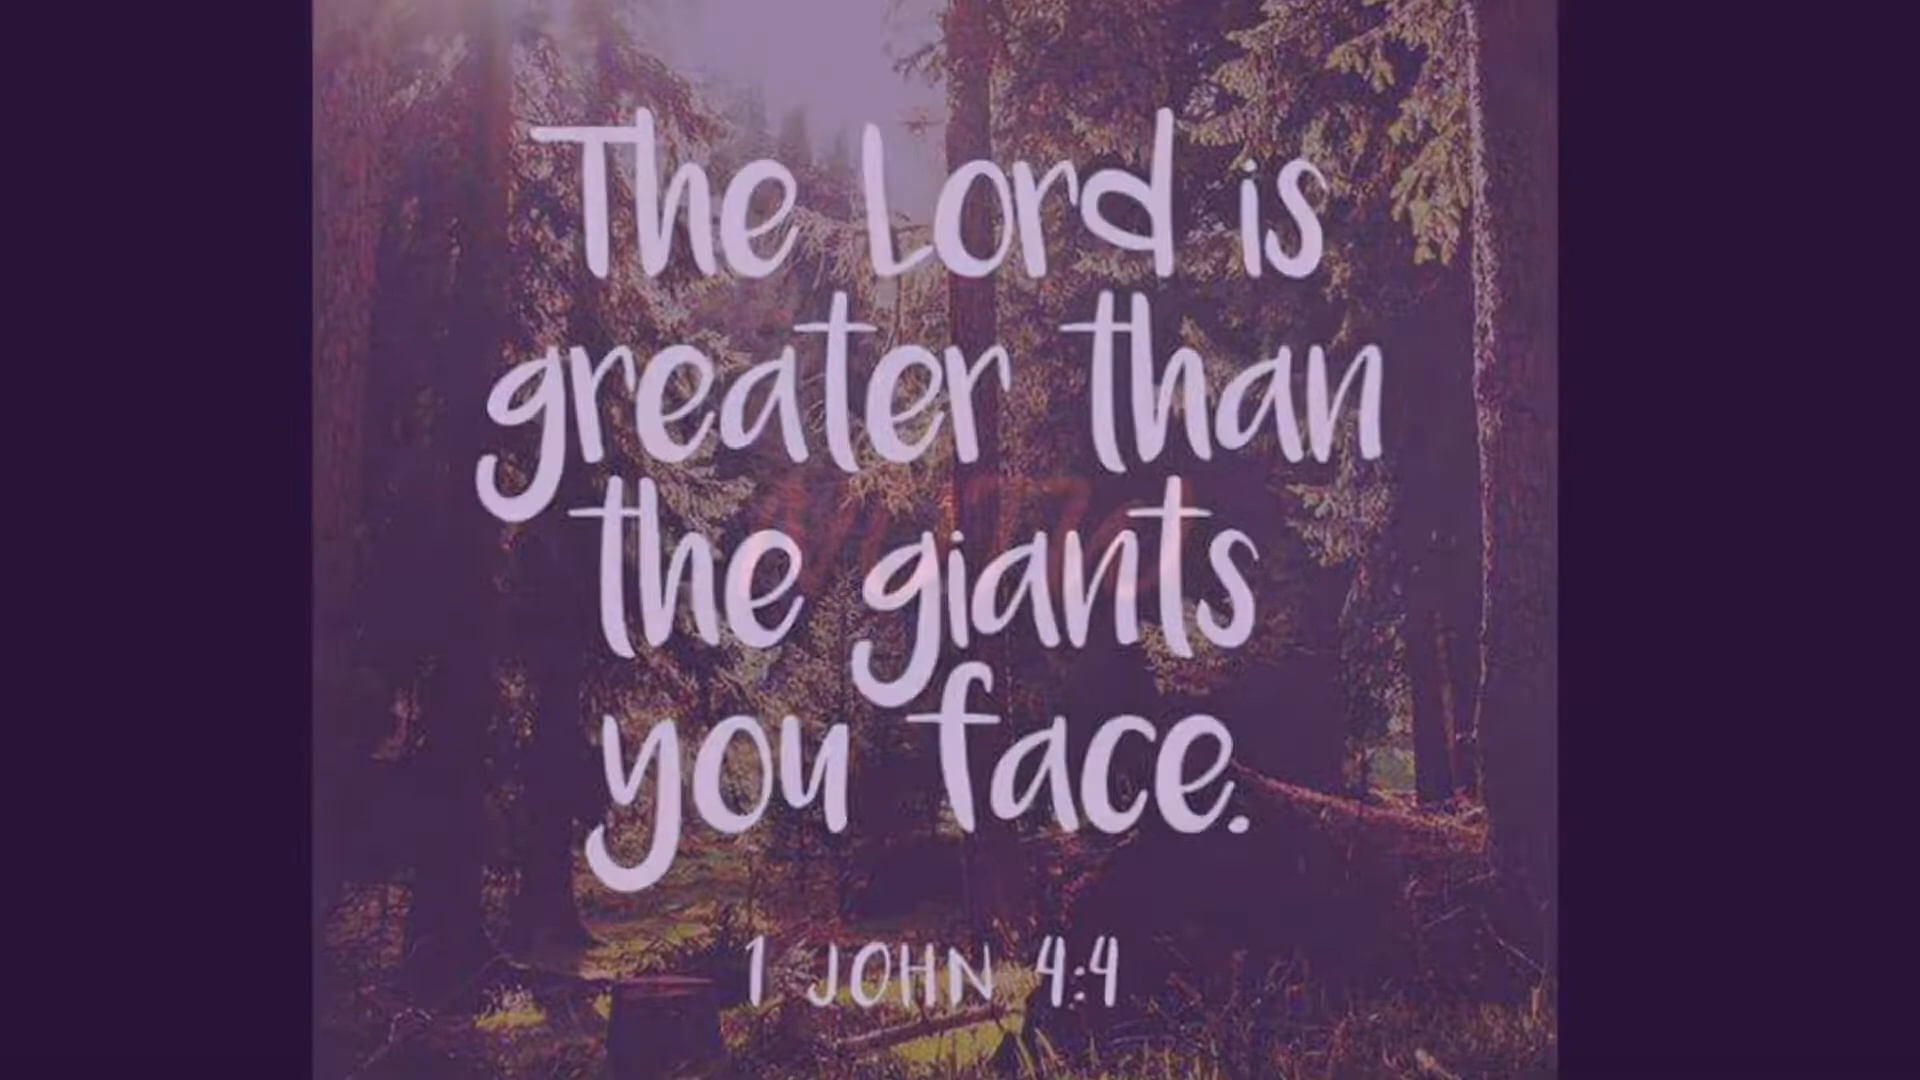 The Lord is
greater than
the giants
you face.
1 JOHN 4:4